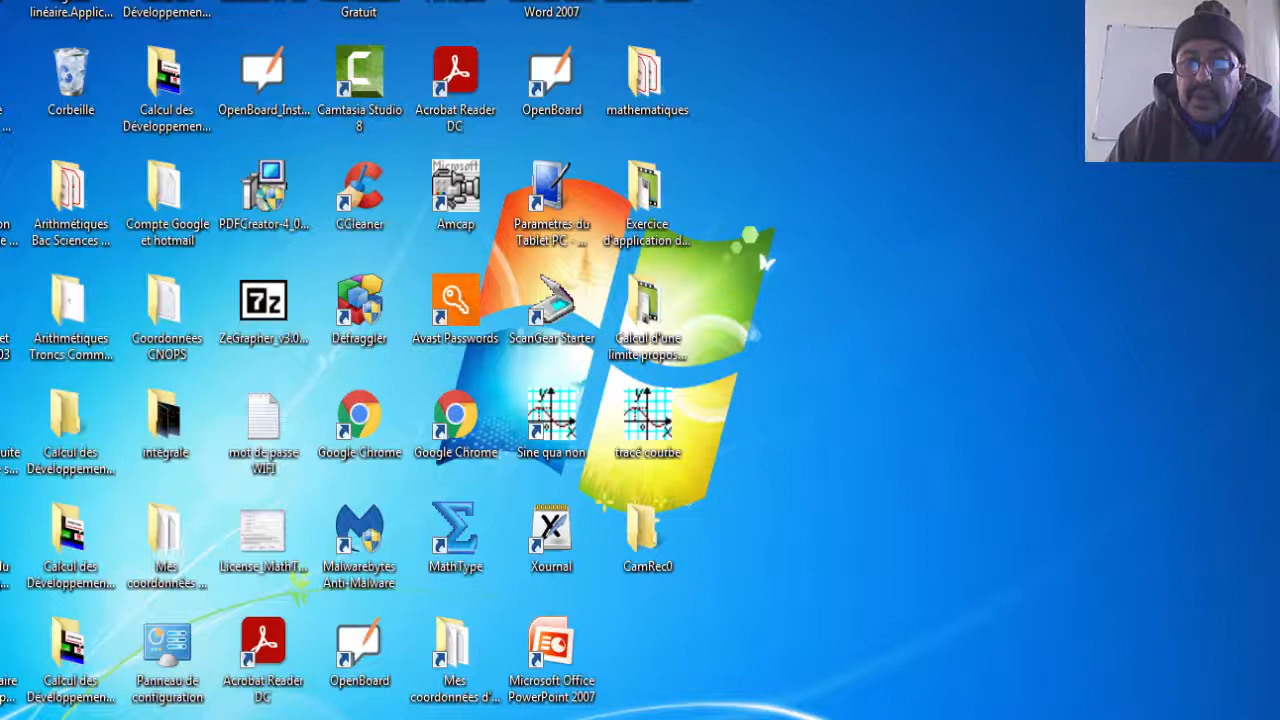 linéaire.Applic...
Développemen...
Gratuit
Word 2007
Corbeille
Calcul des
Développemen...
OpenBoard_Inst...
Camtasia Studio
8
Acrobat Reader
DC
OpenBoard
mathematiques
Arithmétiques
Bac Sciences ...
Compte Google
et hotmail
PDFCreator-4_0...
CCleaner
Microsoft
Amcap
Paramètres du
Tablet PC - ...
Exercice
d'application d...
Arithmétiques
Troncs Comm...
Coordonnées
CNOPS
7z
ZeGrapher_v3.0...
Defraggler
Avast Passwords
ScanGear Starter
Calcul d'une
limite propos...
Calcul des
Développemen...
intégrale
mot de passe
WIFI
Google Chrome
Google Chrome
Sine qua non
tracé courbe
Calcul des
Développemen...
Mes
coordonnées ...
License_MathT...
Malwarebytes
Anti-Malware
MathType
Xournal
CamRec0
Calcul des
Développemen...
Panneau de
configuration
Acrobat Reader
DC
OpenBoard
Mes
coordonnées d'...
Microsoft Office
PowerPoint 2007